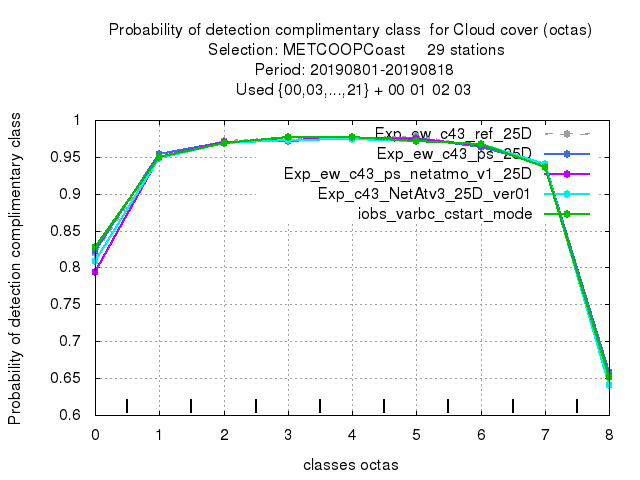 Probability of detection complimentary class  for Cloud cover (octas)
Selection: METCOOPCoast     29 stations
Period: 20190801-20190818
Used {00,03,...,21} + 00 01 02 03
Probability of detection complimentary class
1
0.95
0.9
0.85
0.8
0.75
0.7
0.65
0.6
Exp_ew_c43_ref_25D
Exp_ew_c43_ps_25D
Exp_ew_c43_ps_netatmo_v1_25D
Exp_c43_NetAtv3_25D_ver01
iobs_varbc_cstart_mode
0 1 2 3 4 5 6 7 8
classes octas